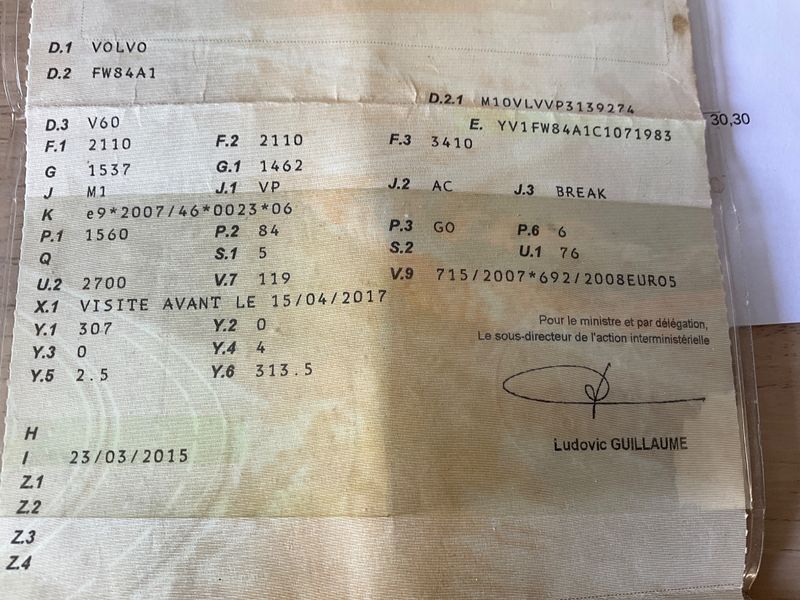 D.1 VOLVO
D.2 FW84A1
D.2.1 M10VLVVP3139274
D.3 V60
E. YV1FW84A1C1071983
30,30
F.1 2110 F.2 2110 F.3 3410
G 1537 G.1 1462
J M1 J.1 VP J.2 AC J.3 BREAK
K e9*2007/46*0023*06
P.1 1560 P.2 84 P.3 GO P.6 6
Q S.1 5 S.2 U.1 76
U.2 2700 V.7 119 V.9 715/2007*692/2008EURO5
X.1 VISITE AVANT LE 15/04/2017
Y.1 307 Y.2 0
Y.3 0 Y.4 4
Y.5 2.5 Y.6 313.5
Pour le ministre et par délégation,
Le sous-directeur de l'action interministérielle
Ludovic GUILLAUME
H
I 23/03/2015
Z.1
Z.2
Z.3
Z.4